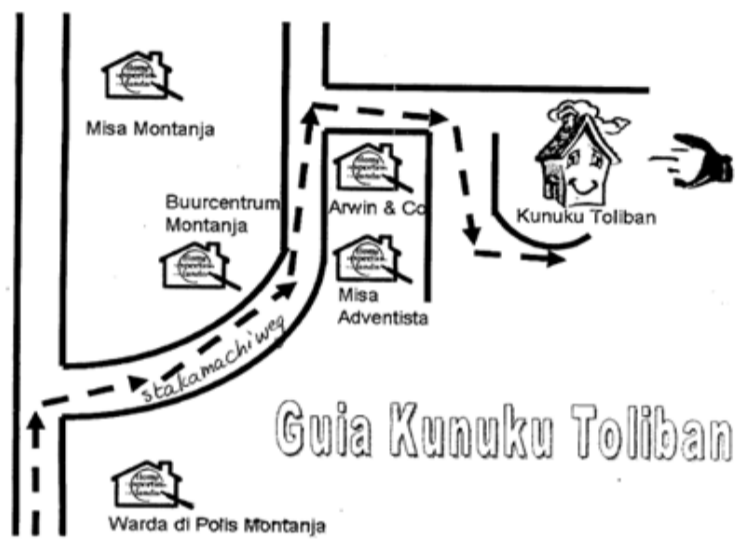 Misa Montanja
Buurcentrum
Montanja
Arwin & Co
Kunuku Toliban
Misa
Adventista
stakamachiweg
Guia Kunuku Toliban
Warda di Polis Montanja